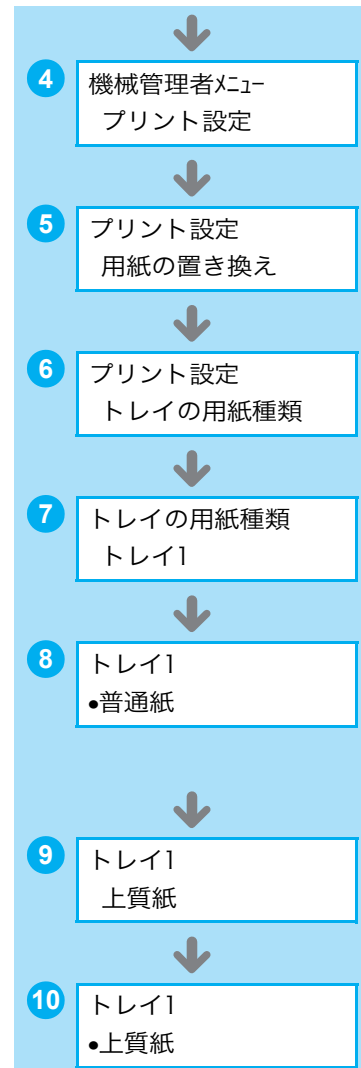 4
機械管理者ﾒﾆｭｰ
プリント設定
5
プリント設定
用紙の置き換え
6
プリント設定
トレイの用紙種類
7
トレイの用紙種類
トレイ1
8
トレイ1
•普通紙
9
トレイ1
上質紙
10
トレイ1
•上質紙